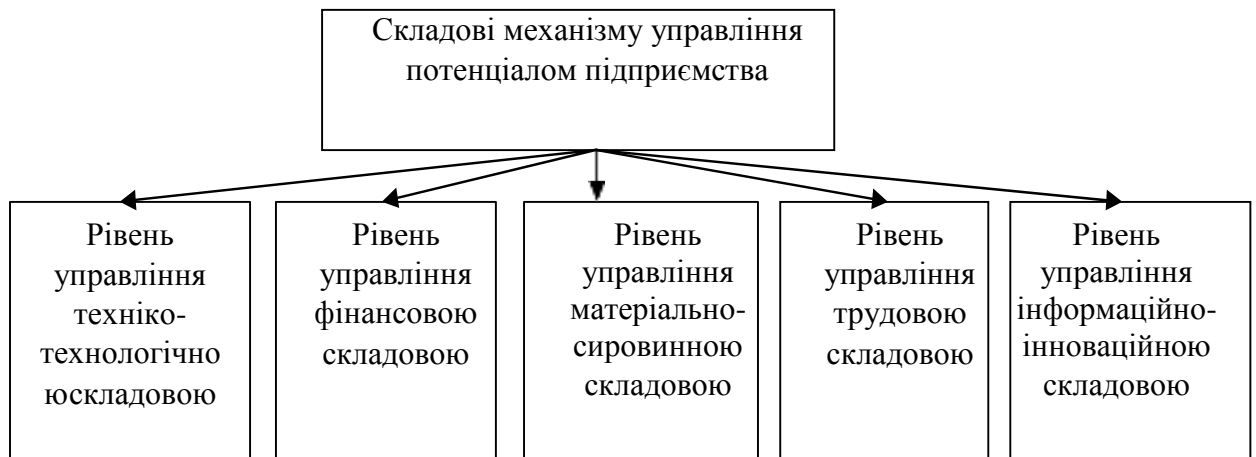 Складові механізму управління
потенціалом підприємства
Рівень
управління
техніко-
технологічно
юскладовою
Рівень
управління
фінансовою
складовою
Рівень
управління
матеріально-
сировинною
складовою
Рівень
управління
трудовою
складовою
Рівень
управління
інформаційно-
інноваційною
складовою